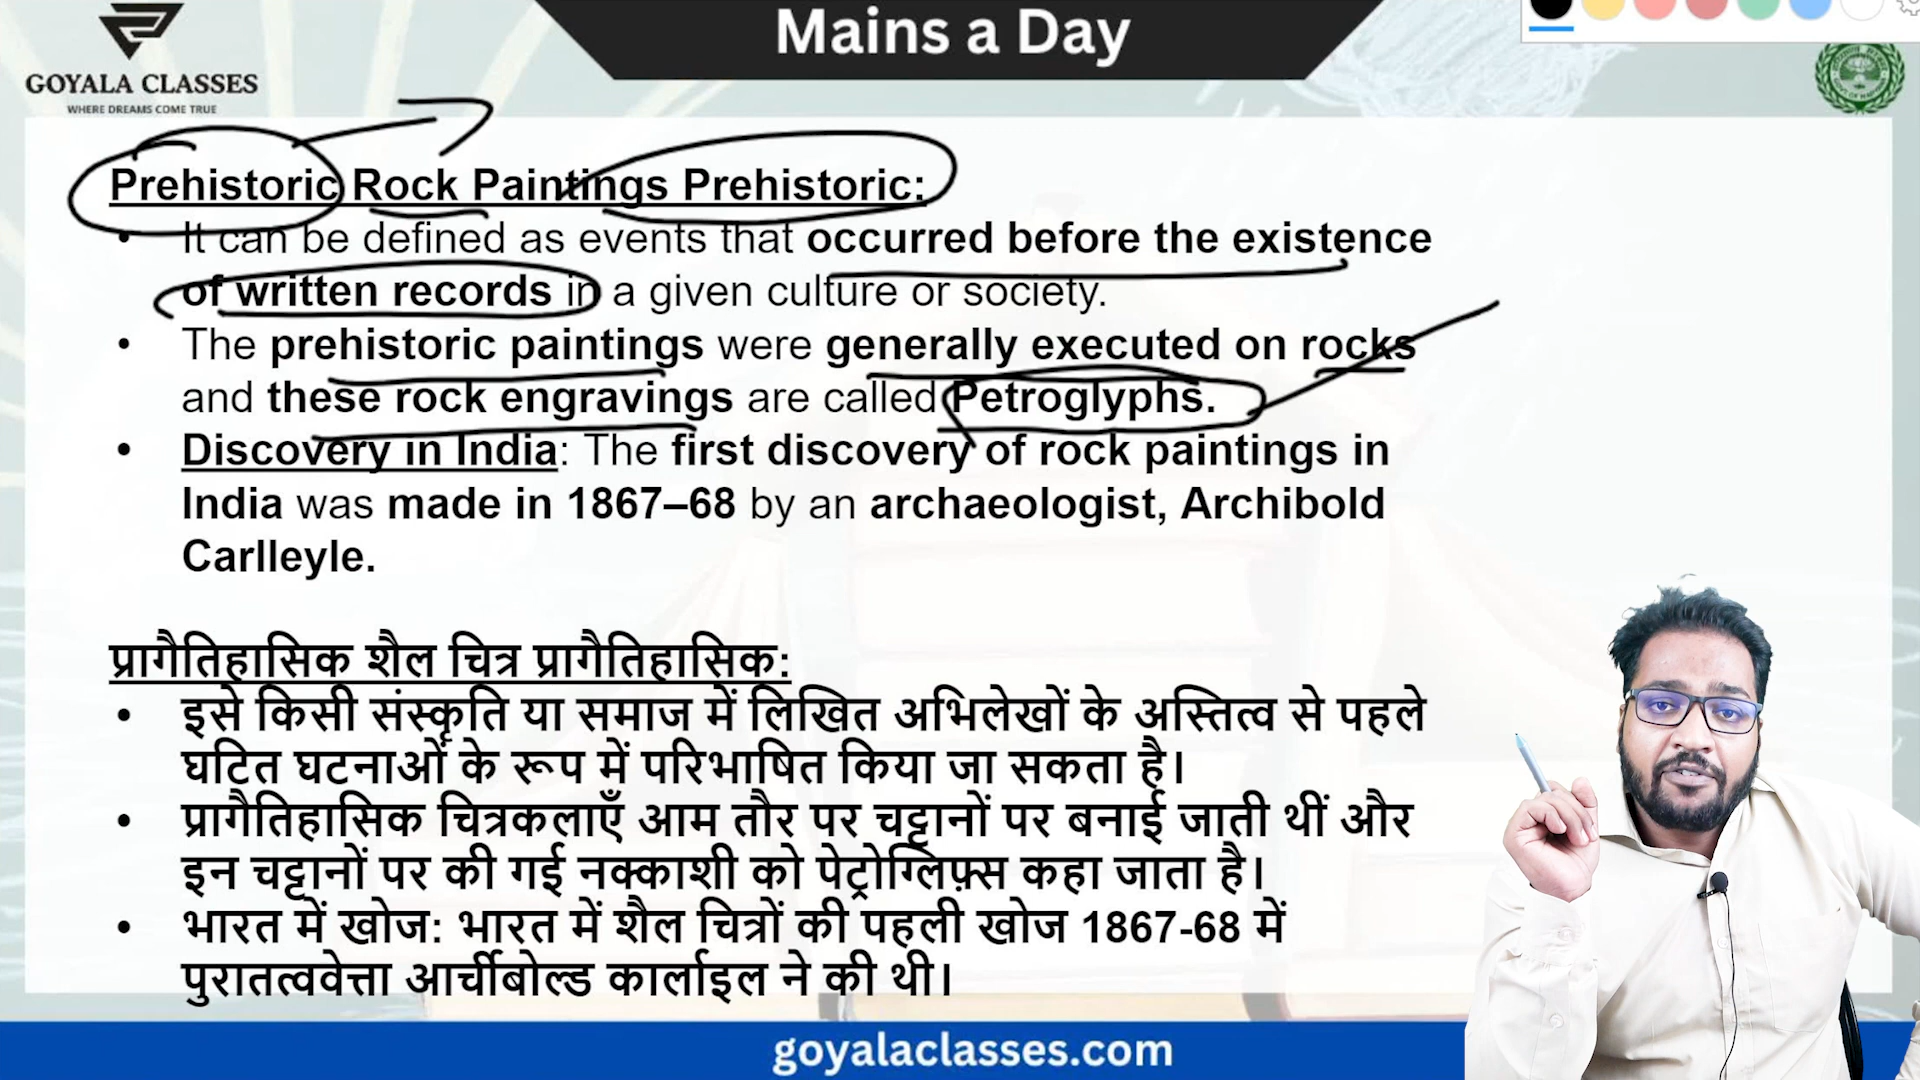 Mains a Day
GOYALA CLASSES
WHERE DREAMS COME TRUE
Prehistoric Rock Paintings Prehistoric:
• It can be defined as events that occurred before the existence
of written records in a given culture or society.
• The prehistoric paintings were generally executed on rocks
and these rock engravings are called Petroglyphs.
• Discovery in India: The first discovery of rock paintings in
India was made in 1867–68 by an archaeologist, Archibold
Carlleyle.
प्रागैतिहासिक शैल चित्र प्रागैतिहासिक:
• इसे किसी संस्कृति या समाज में लिखित अभिलेखों के अस्तित्व से पहले
घटित घटनाओं के रूप में परिभाषित किया जा सकता है।
• प्रागैतिहासिक चित्रकलाएँ आम तौर पर चट्टानों पर बनाई जाती थीं और
इन चट्टानों पर की गई नक्काशी को पेट्रोग्लिफ़्स कहा जाता है।
• भारत में खोज: भारत में शैल चित्रों की पहली खोज 1867-68 में
पुरातत्ववेत्ता आर्चीबोल्ड कार्लाइल ने की थी।
goyalaclasses.com